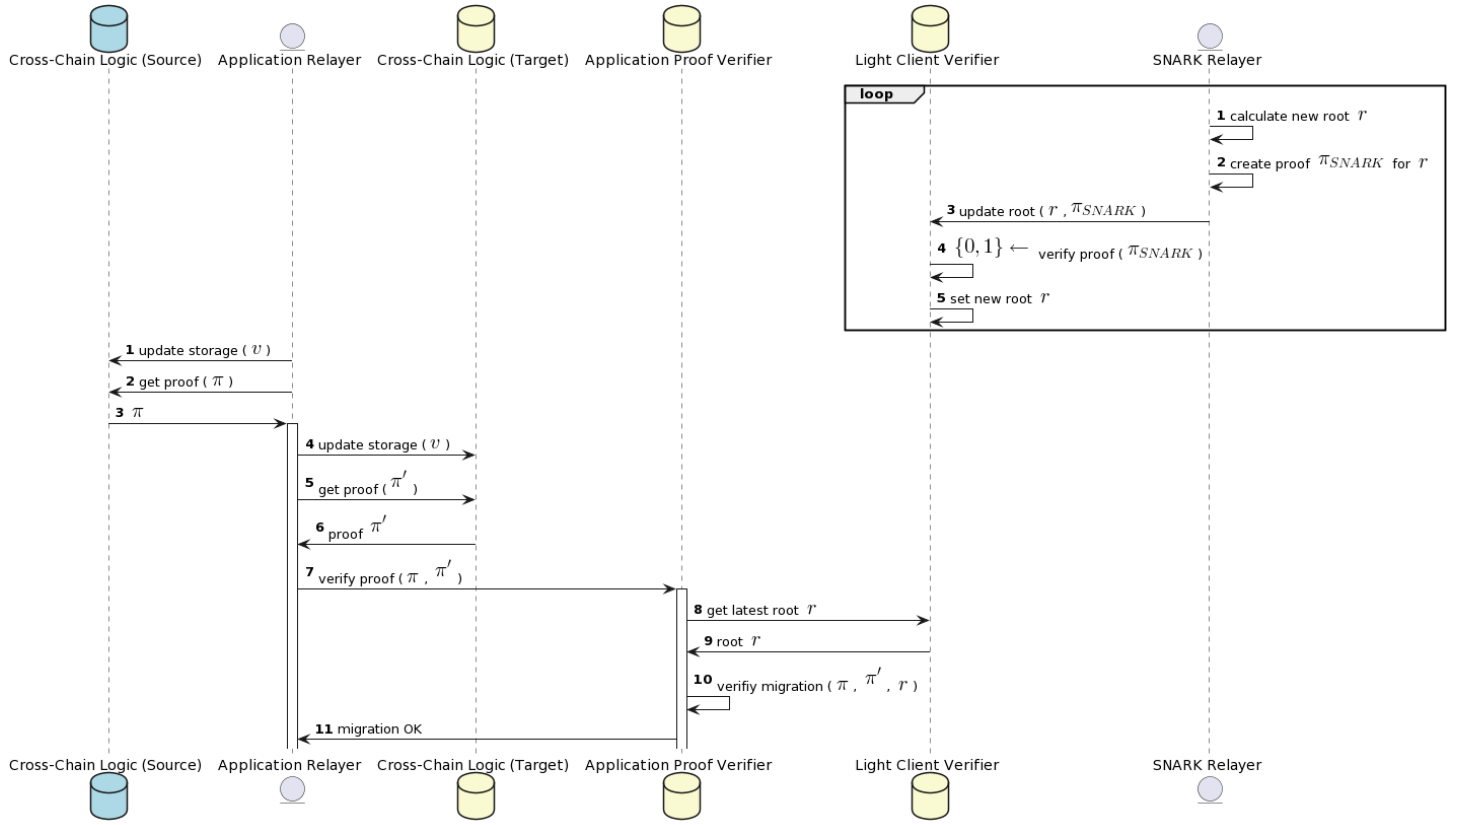 Cross-Chain Logic (Source) Application Relayer Cross-Chain Logic (Target) Application Proof Verifier Light Client Verifier SNARK Relayer
loop
1 calculate new root r
2 create proof π_SNARK for r
3 update root ( r , π_SNARK )
4 {0, 1} ← verify proof ( π_SNARK )
5 set new root r
1 update storage ( v )
2 get proof ( π )
3 π
4 update storage ( v )
5 get proof ( π′ )
6 proof π′
7 verify proof ( π , π′ )
8 get latest root r
9 root r
10 verifiy migration ( π , π′ , r )
11 migration OK
Cross-Chain Logic (Source) Application Relayer Cross-Chain Logic (Target) Application Proof Verifier Light Client Verifier SNARK Relayer